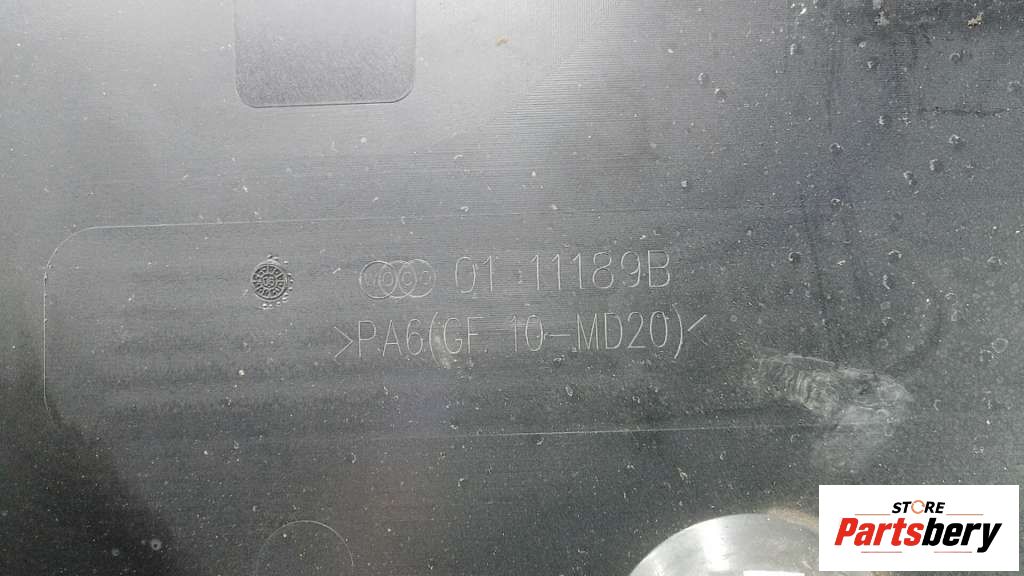 01 11189B
>PA6(GF 10-MD20)<
STORE
Partsbery